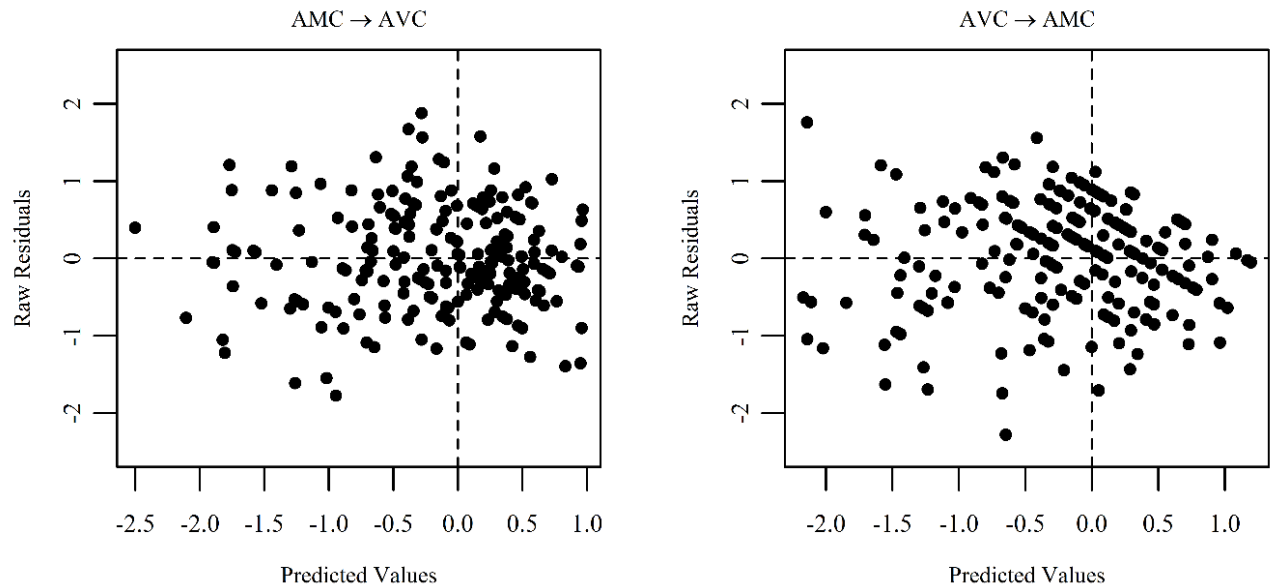 AMC → AVC
Raw Residuals
2
1
0
-1
-2
-2.5 -2.0 -1.5 -1.0 -0.5 0.0 0.5 1.0
Predicted Values
AVC → AMC
Raw Residuals
2
1
0
-1
-2
-2.0 -1.5 -1.0 -0.5 0.0 0.5 1.0
Predicted Values